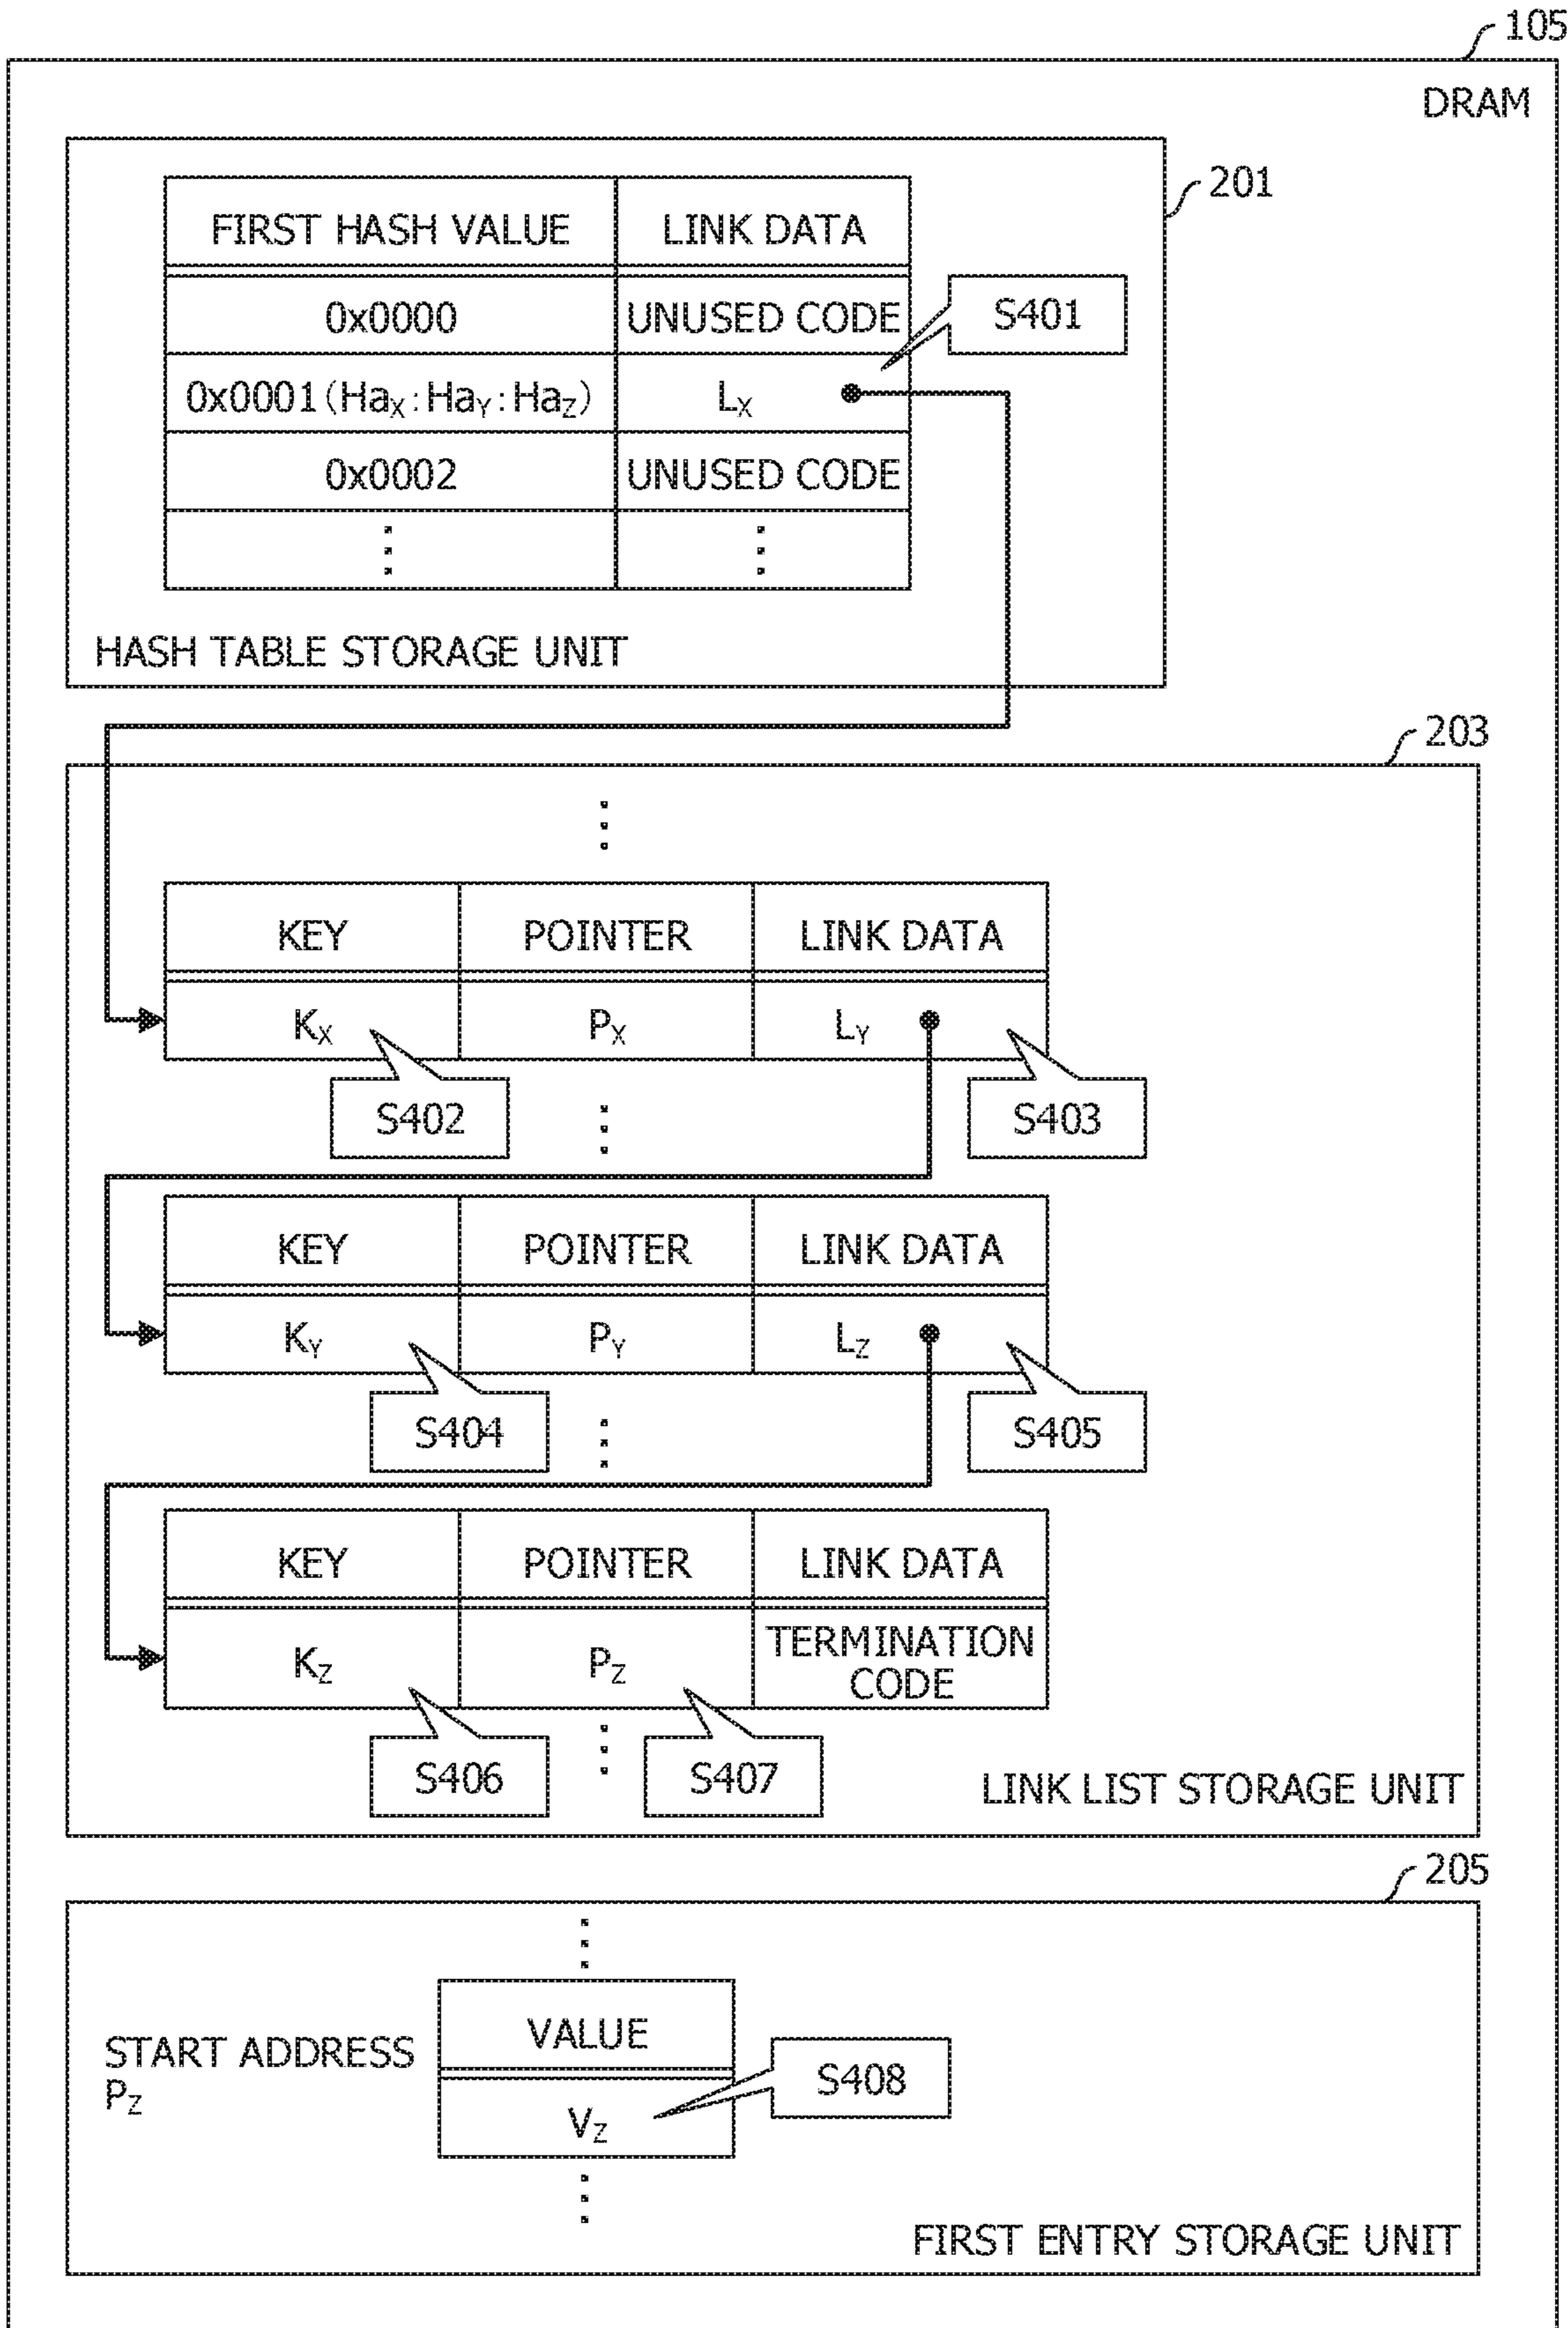 105
DRAM
201
FIRST HASH VALUE LINK DATA
0x0000 UNUSED CODE
S401
0x0001(HaX:HaY:HaZ) LX
0x0002 UNUSED CODE
HASH TABLE STORAGE UNIT
203
KEY POINTER LINK DATA
KX PX LY
S402 S403
KEY POINTER LINK DATA
KY PY LZ
S404 S405
KEY POINTER LINK DATA
KZ PZ TERMINATION
CODE
S406 S407
LINK LIST STORAGE UNIT
205
VALUE
START ADDRESS
PZ
S408
VZ
FIRST ENTRY STORAGE UNIT